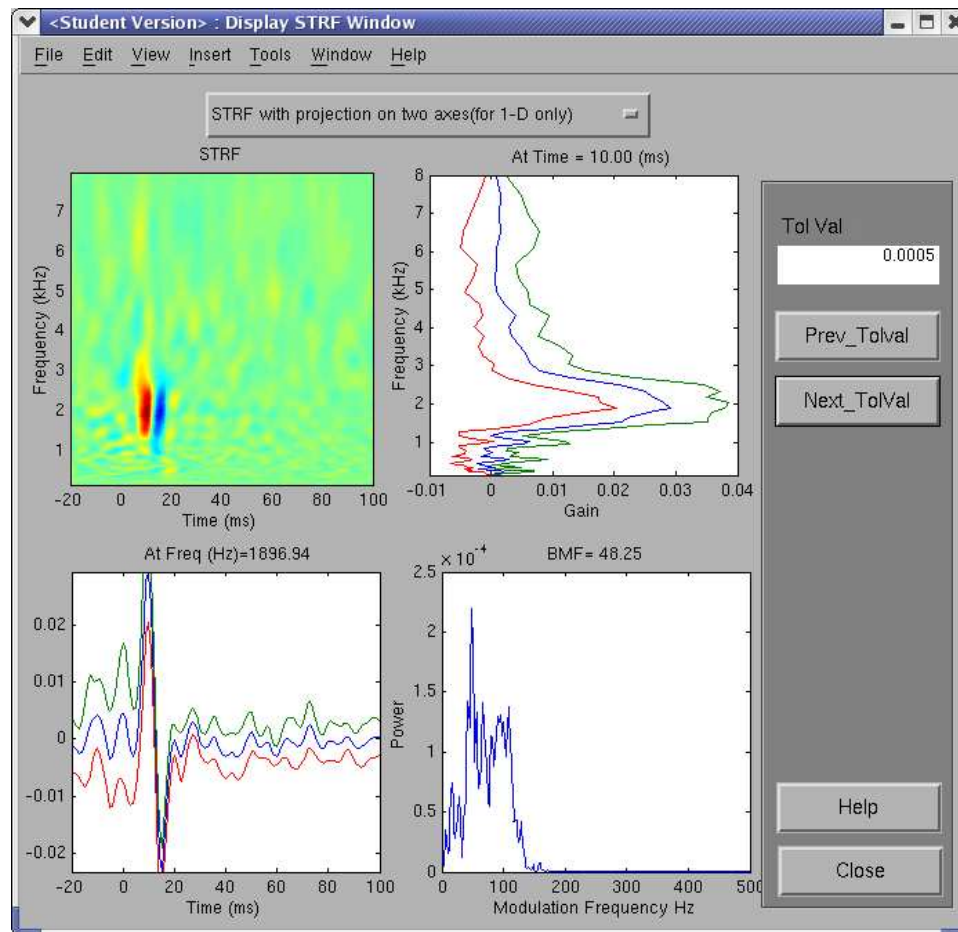 <Student Version> : Display STRF Window
File Edit View Insert Tools Window Help
STRF with projection on two axes(for 1-D only)
STRF
7
6
5
4
3
2
1
Frequency (kHz)
-20 0 20 40 60 80 100
Time (ms)
At Time = 10.00 (ms)
8
7
6
5
4
3
2
1
0
Frequency (kHz)
-0.01 0 0.01 0.02 0.03 0.04
Gain
Tol Val
0.0005
Prev_Tolval
Next_TolVal
At Freq (Hz)=1896.94
0.02
0.01
0
-0.01
-0.02
-20 0 20 40 60 80 100
Time (ms)
BMF= 48.25
× 10⁻⁴
2.5
2
1.5
1
0.5
0
Power
0 100 200 300 400 500
Modulation Frequency Hz
Help
Close